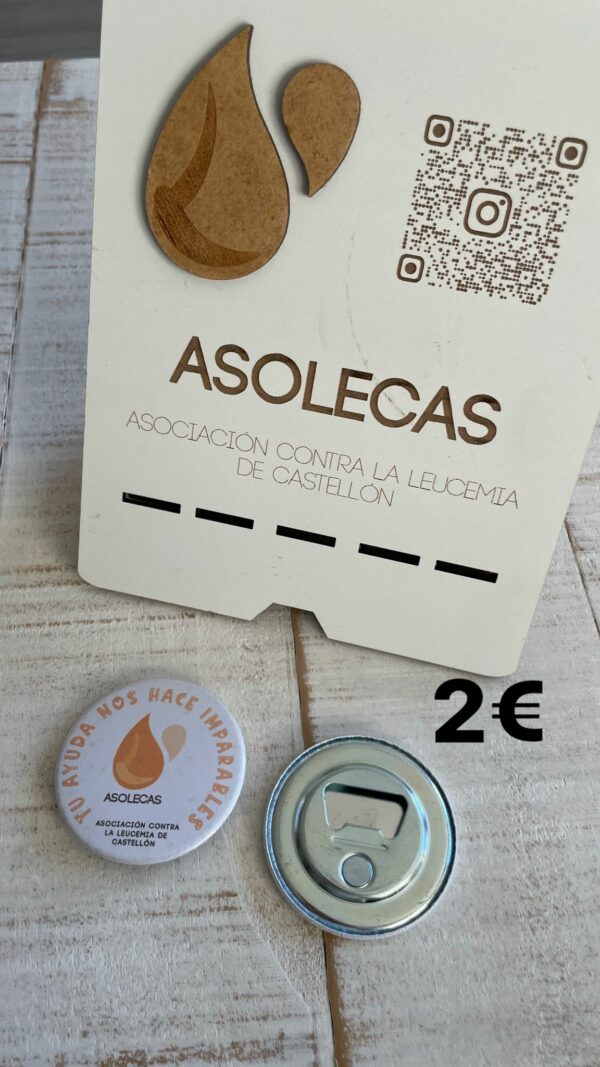 ASOLECAS
ASOCIACIÓN CONTRA LA LEUCEMIA
DE CASTELLÓN
2€
TU AYUDA NOS HACE IMPARABLES
ASOLECAS
ASOCIACIÓN CONTRA
LA LEUCEMIA DE
CASTELLÓN